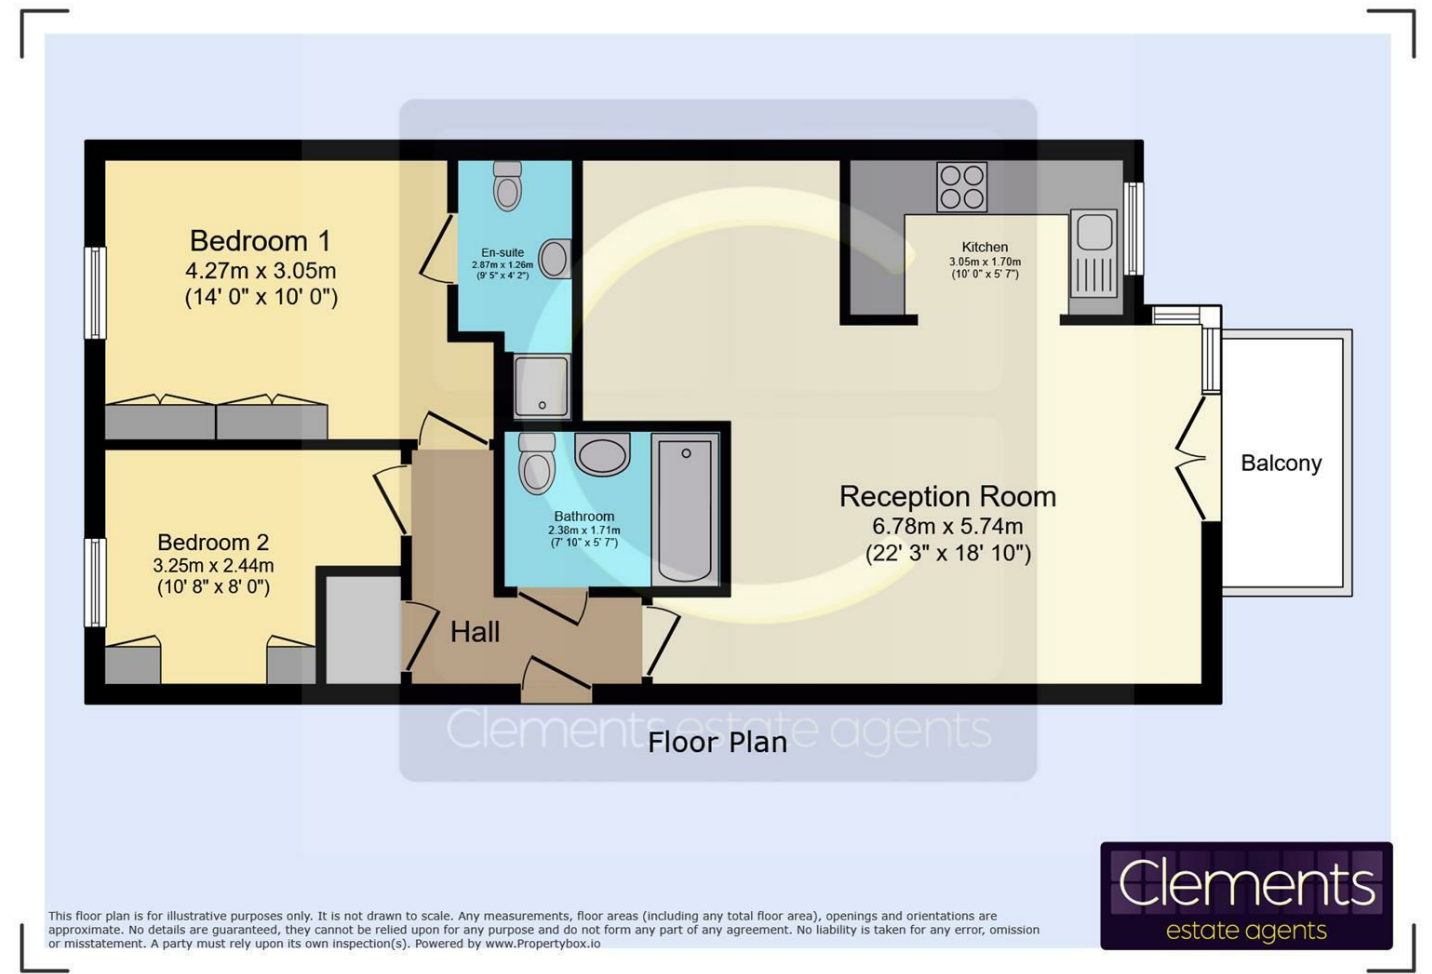 Bedroom 1
4.27m x 3.05m
(14' 0" x 10' 0")
En-suite
2.87m x 1.26m
(9' 5" x 4' 2")
Kitchen
3.05m x 1.70m
(10' 0" x 5' 7")
Balcony
Reception Room
6.78m x 5.74m
(22' 3" x 18' 10")
Bathroom
2.38m x 1.71m
(7' 10" x 5' 7")
Bedroom 2
3.25m x 2.44m
(10' 8" x 8' 0")
Hall
Clements estate agents
Floor Plan
Clements
estate agents
This floor plan is for illustrative purposes only. It is not drawn to scale. Any measurements, floor areas (including any total floor area), openings and orientations are
approximate. No details are guaranteed, they cannot be relied upon for any purpose and do not form any part of any agreement. No liability is taken for any error, omission
or misstatement. A party must rely upon its own inspection(s). Powered by www.Propertybox.io